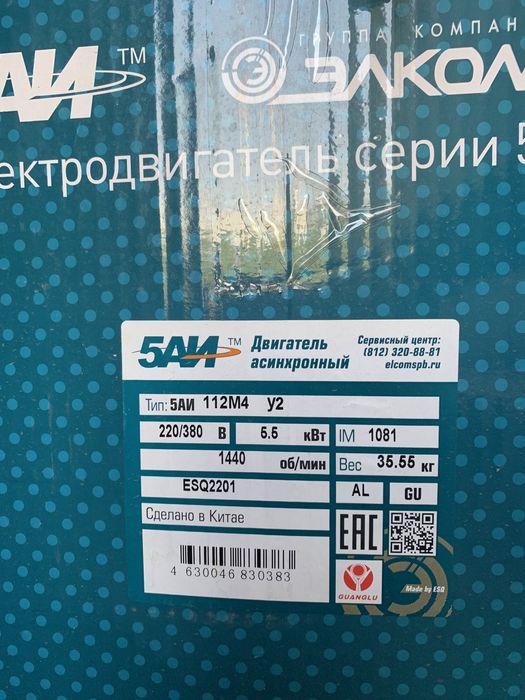 ГРУППА КОМПАН
АИ™ ЭЛКОМ
ектродвигатель серии 5
5АИ™ Двигатель асинхронный
Сервисный центр:
(812) 320-88-81
elcomspb.ru
Тип: 5АИ 112М4 У2
220/380 В 5.5 кВт IM 1081
1440 об/мин Вес 35.55 кг
ESQ2201 AL GU
Сделано в Китае
EAC
4 630046 830383
GUANGLU
Made by ESQ